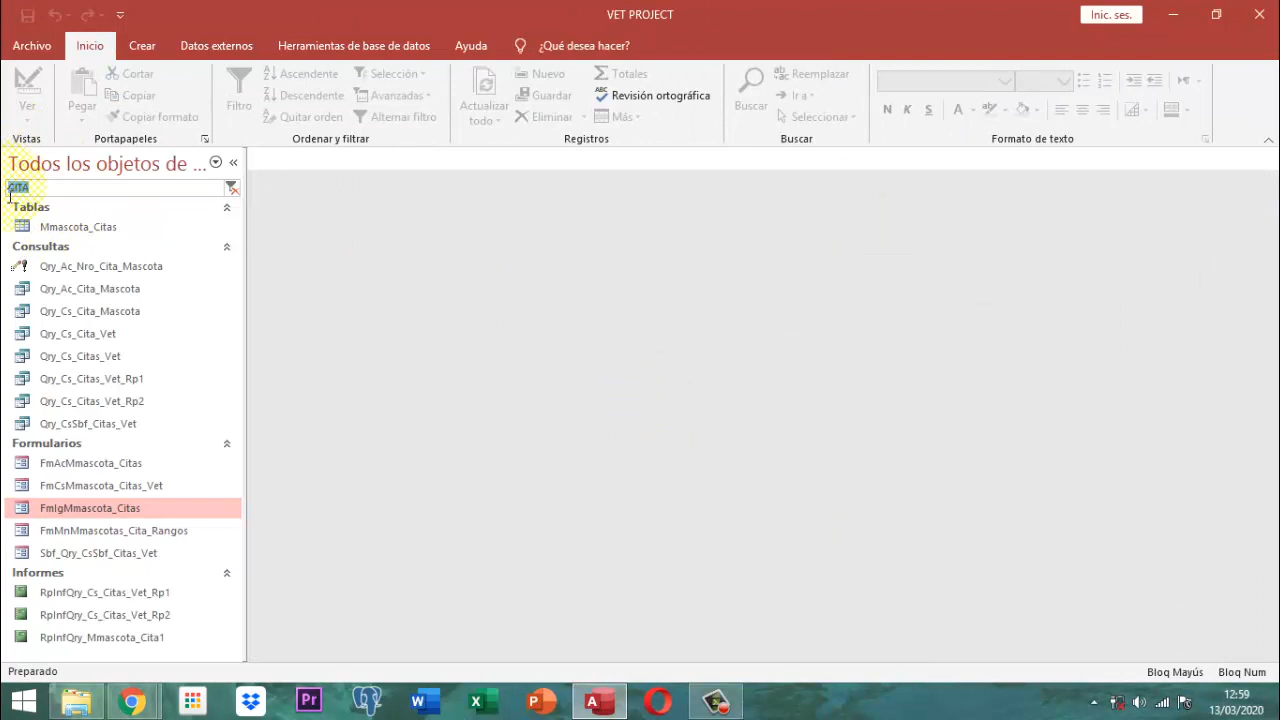 VET PROJECT
Inic. ses.
Archivo
Inicio
Crear
Datos externos
Herramientas de base de datos
Ayuda
¿Qué desea hacer?
Ver
Pegar
Cortar
Copiar
Copiar formato
Filtro
Ascendente
Descendente
Quitar orden
Selección
Avanzadas
Alternar filtro
Actualizar todo
Nuevo
Guardar
Eliminar
Totales
Revisión ortográfica
Más
Buscar
Reemplazar
Ir a
Seleccionar
N K S A
Vistas
Portapapeles
Ordenar y filtrar
Registros
Buscar
Formato de texto
Todos los objetos de ...
CITA
Tablas
Mmascota_Citas
Consultas
Qry_Ac_Nro_Cita_Mascota
Qry_Ac_Cita_Mascota
Qry_Cs_Cita_Mascota
Qry_Cs_Cita_Vet
Qry_Cs_Citas_Vet
Qry_Cs_Citas_Vet_Rp1
Qry_Cs_Citas_Vet_Rp2
Qry_CsSbf_Citas_Vet
Formularios
FmAcMmascota_Citas
FmCsMmascota_Citas_Vet
FmIgMmascota_Citas
FmMnMmascotas_Cita_Rangos
Sbf_Qry_CsSbf_Citas_Vet
Informes
RpInfQry_Cs_Citas_Vet_Rp1
RpInfQry_Cs_Citas_Vet_Rp2
RpInfQry_Mmascota_Cita1
Preparado
Bloq Mayús
Bloq Num
12:59
13/03/2020